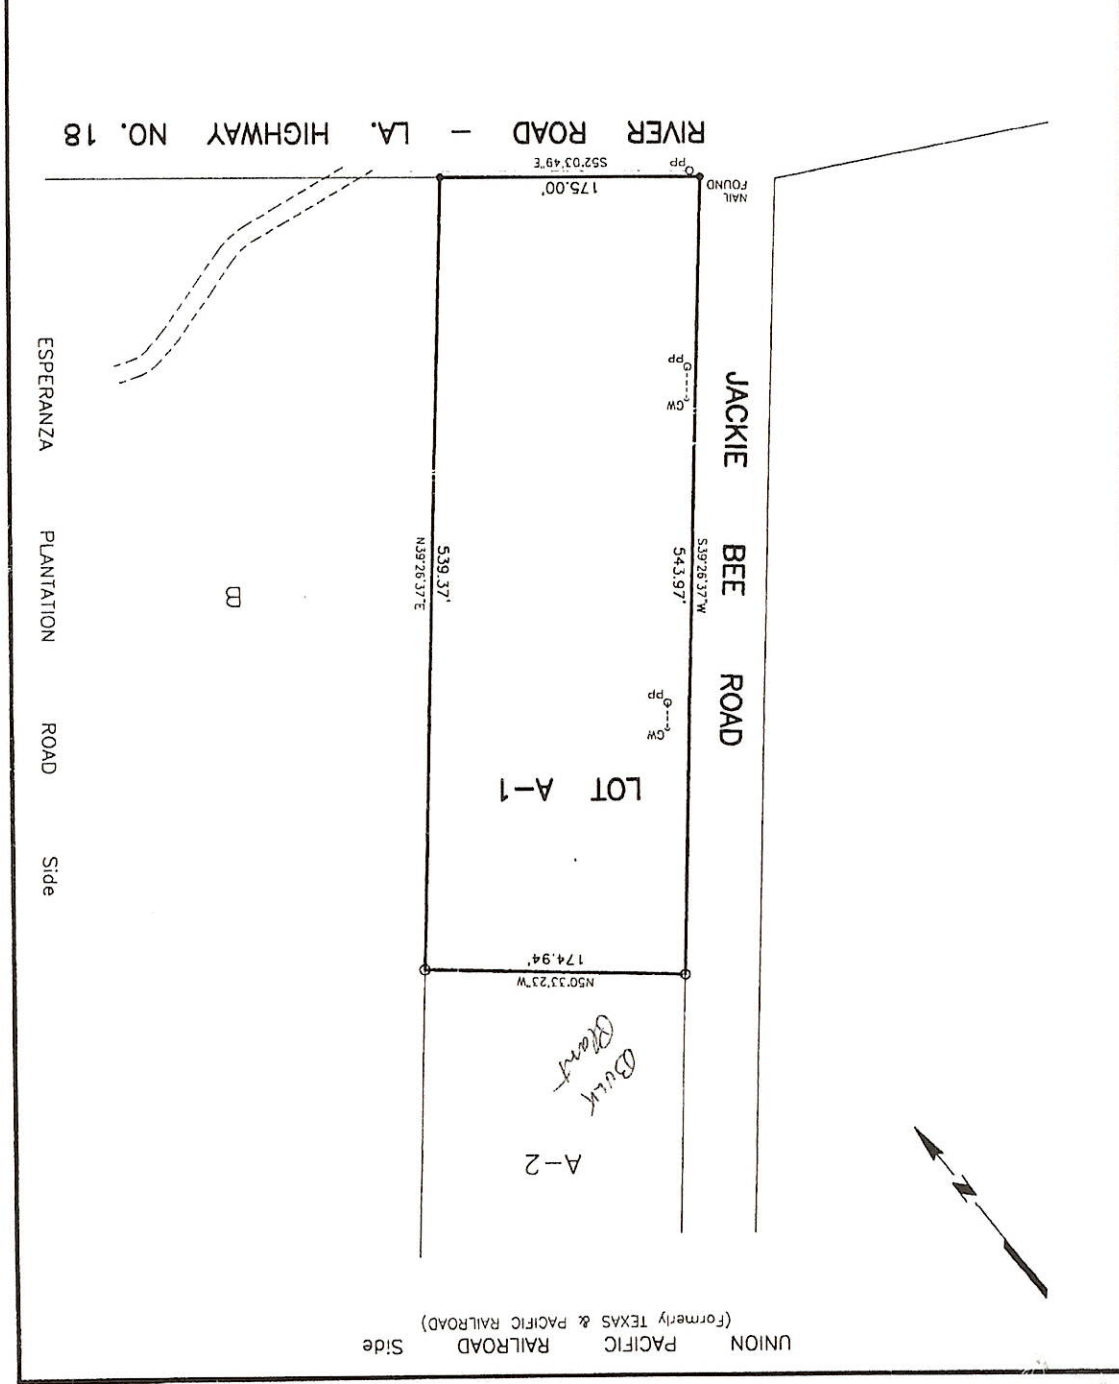 RIVER ROAD – LA. HIGHWAY NO. 18
S52°03'49"E
175.00'
PP
NAIL
FOUND
PP
GW
JACKIE BEE ROAD
S39°26'37"W
543.97'
539.37'
N39°26'37"E
ESPERANZA PLANTATION ROAD Side
B
PP
GW
LOT A-1
174.94'
N50°33'23"W
Bulk
Plant
A-2
N
UNION PACIFIC RAILROAD Side
(Formerly TEXAS & PACIFIC RAILROAD)